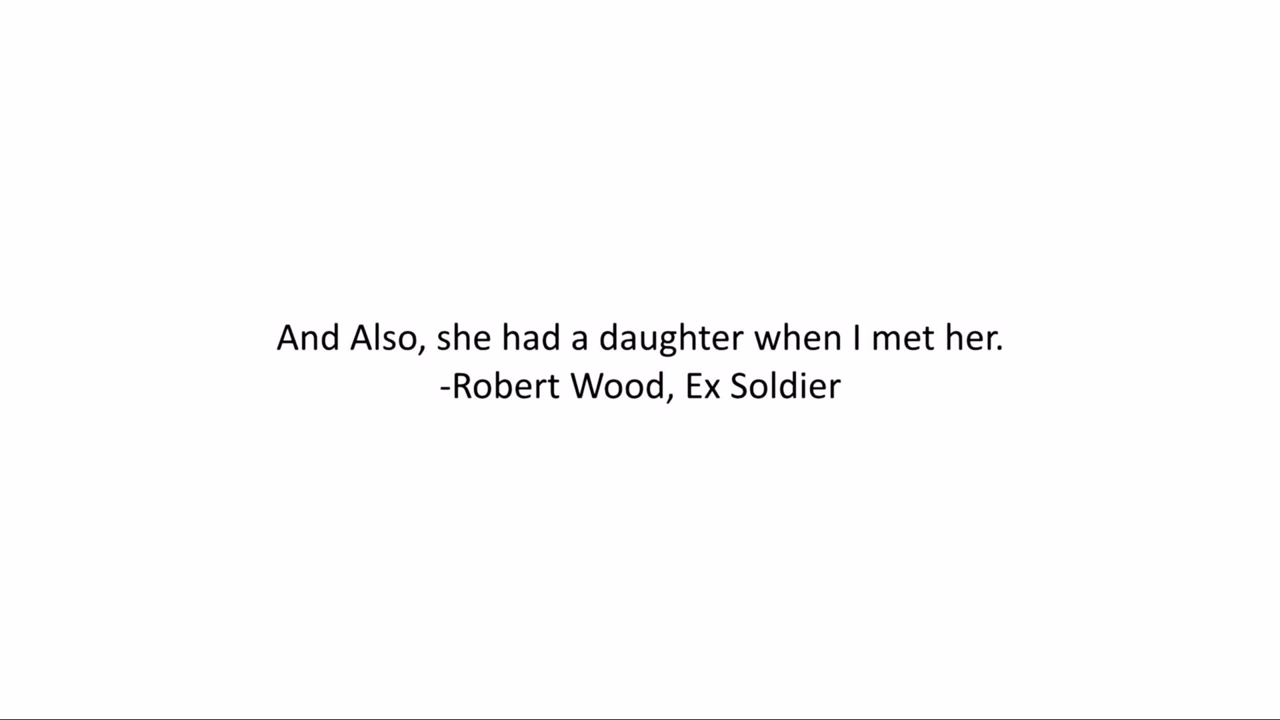 And Also, she had a daughter when I met her.
-Robert Wood, Ex Soldier